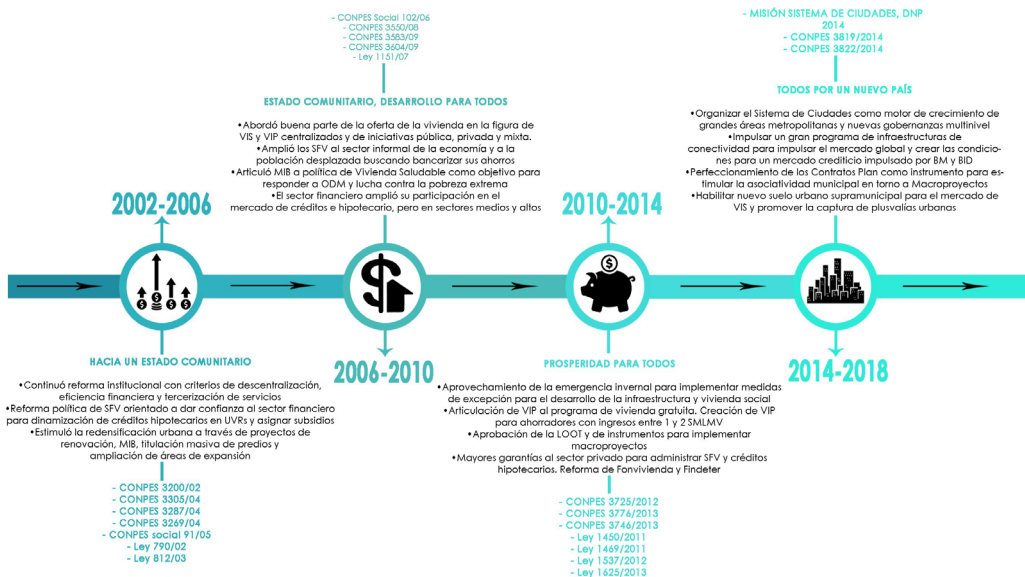 2002-2006
HACIA UN ESTADO COMUNITARIO
•Continuó reforma institucional con criterios de descentralización,
eficiencia financiera y tercerización de servicios
•Reforma política de SFV orientado a dar confianza al sector financiero
para dinamización de créditos hipotecarios en UVRs y asignar subsidios
•Estimuló la redensificación urbana a través de proyectos de
renovación, MIB, titulación masiva de predios y
ampliación de áreas de expansión
- CONPES 3200/02
- CONPES 3305/04
- CONPES 3287/04
- CONPES 3269/04
- CONPES social 91/05
- Ley 790/02
- Ley 812/03
- CONPES Social 102/06
- CONPES 3550/08
- CONPES 3583/09
- CONPES 3604/09
- Ley 1151/07
ESTADO COMUNITARIO, DESARROLLO PARA TODOS
•Abordó buena parte de la oferta de la vivienda en la figura de
VIS y VIP centralizados y de iniciativas pública, privada y mixta.
•Amplió los SFV al sector informal de la economía y a la
población desplazada buscando bancarizar sus ahorros
•Articuló MIB a política de Vivienda Saludable como objetivo para
responder a ODM y lucha contra la pobreza extrema
•El sector financiero amplió su participación en el
mercado de créditos e hipotecario, pero en sectores medios y altos
2006-2010
2010-2014
PROSPERIDAD PARA TODOS
•Aprovechamiento de la emergencia invernal para implementar medidas
de excepción para el desarrollo de la infraestructura y vivienda social
•Articulación de VIP al programa de vivienda gratuita. Creación de VIP
para ahorradores con ingresos entre 1 y 2 SMLMV
•Aprobación de la LOOT y de instrumentos para implementar
macroproyectos
•Mayores garantías al sector privado para administrar SFV y créditos
hipotecarios. Reforma de Fonvivienda y Findeter
- CONPES 3725/2012
- CONPES 3776/2013
- CONPES 3746/2013
- Ley 1450/2011
- Ley 1469/2011
- Ley 1537/2012
- Ley 1625/2013
- MISIÓN SISTEMA DE CIUDADES, DNP
2014
- CONPES 3819/2014
- CONPES 3822/2014
TODOS POR UN NUEVO PAÍS
•Organizar el Sistema de Ciudades como motor de crecimiento de
grandes áreas metropolitanas y nuevas gobernanzas multinivel
•Impulsar un gran programa de infraestructuras de
conectividad para impulsar el mercado global y crear las condicio-
nes para un mercado crediticio impulsado por BM y BID
•Perfeccionamiento de los Contratos Plan como instrumento para es-
timular la asociatividad municipal en torno a Macroproyectos
•Habilitar nuevo suelo urbano supramunicipal para el mercado de
VIS y promover la captura de plusvalías urbanas
2014-2018